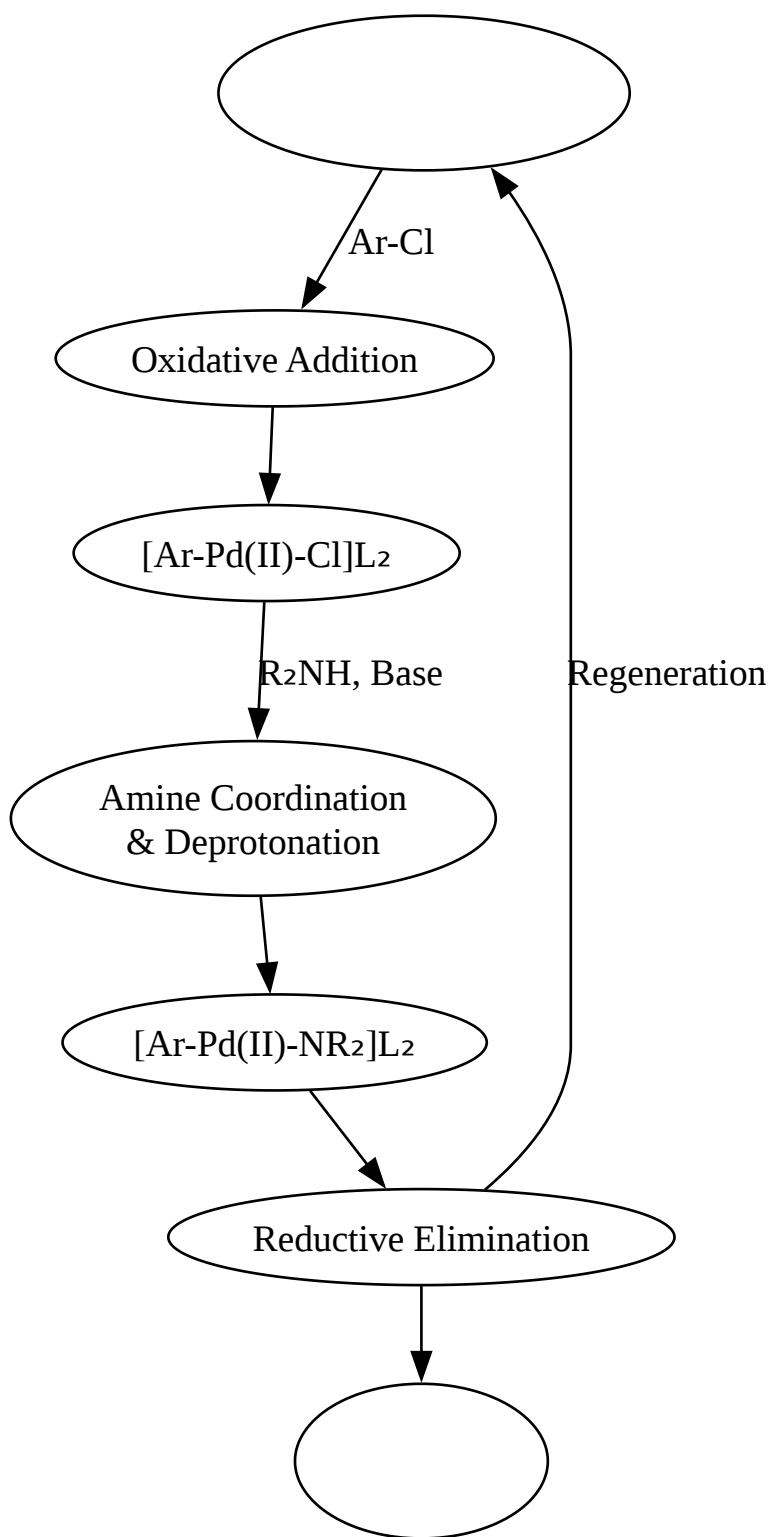 Ar-Cl
Oxidative Addition
[Ar-Pd(II)-Cl]L₂
R₂NH, Base
Regeneration
Amine Coordination
& Deprotonation
[Ar-Pd(II)-NR₂]L₂
Reductive Elimination